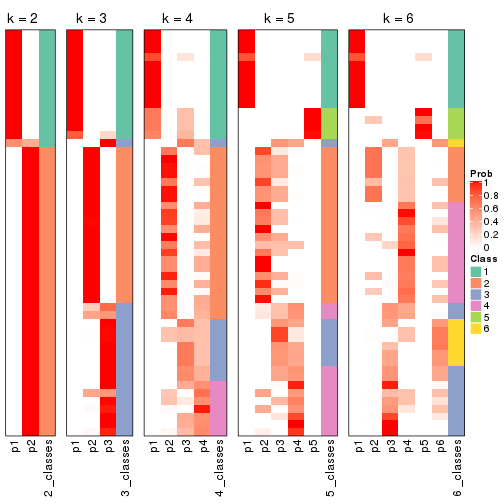 k = 2
k = 3
k = 4
k = 5
k = 6
p1
p2
2_classes
p1
p2
p3
3_classes
p1
p2
p3
p4
4_classes
p1
p2
p3
p4
p5
5_classes
p1
p2
p3
p4
p5
p6
6_classes
Prob
1
0.8
0.6
0.4
0.2
0
Class
1
2
3
4
5
6